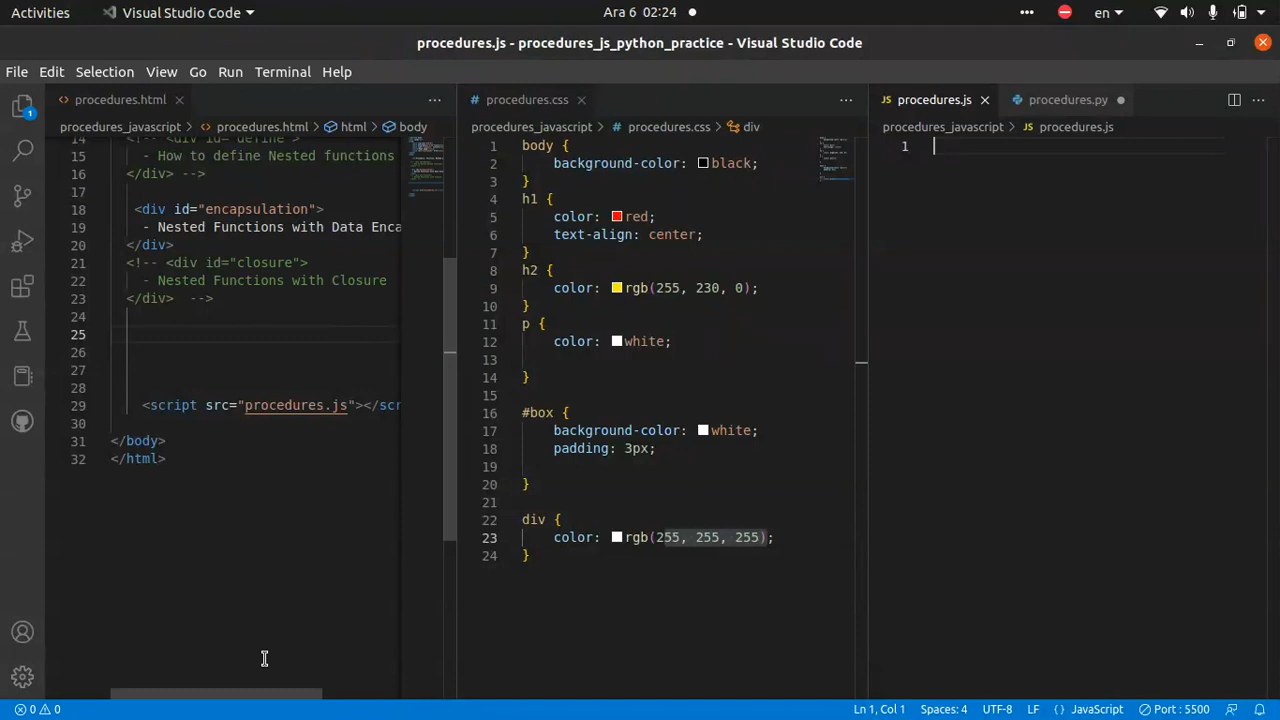 Activities Visual Studio Code Ara 6 02:24 en
procedures.js - procedures_js_python_practice - Visual Studio Code
File Edit Selection View Go Run Terminal Help
1
procedures.html
procedures_javascript > procedures.html > html > body
14 <!-- <div id="define">
15 - How to define Nested functions
16 </div> -->
17
18 <div id="encapsulation">
19 - Nested Functions with Data Enca
20 </div>
21 <!-- <div id="closure">
22 - Nested Functions with Closure
23 </div> -->
24
25
26
27
28
29 <script src="procedures.js"></scr
30
31 </body>
32 </html>
procedures.css
procedures_javascript > procedures.css > div
1 body {
2 background-color: black;
3 }
4 h1 {
5 color: red;
6 text-align: center;
7 }
8 h2 {
9 color: rgb(255, 230, 0);
10 }
11 p {
12 color: white;
13
14 }
15
16 #box {
17 background-color: white;
18 padding: 3px;
19
20 }
21
22 div {
23 color: rgb(255, 255, 255);
24 }
JS procedures.js procedures.py
procedures_javascript > JS procedures.js
1
0 0 Ln 1, Col 1 Spaces: 4 UTF-8 LF { } JavaScript Port : 5500